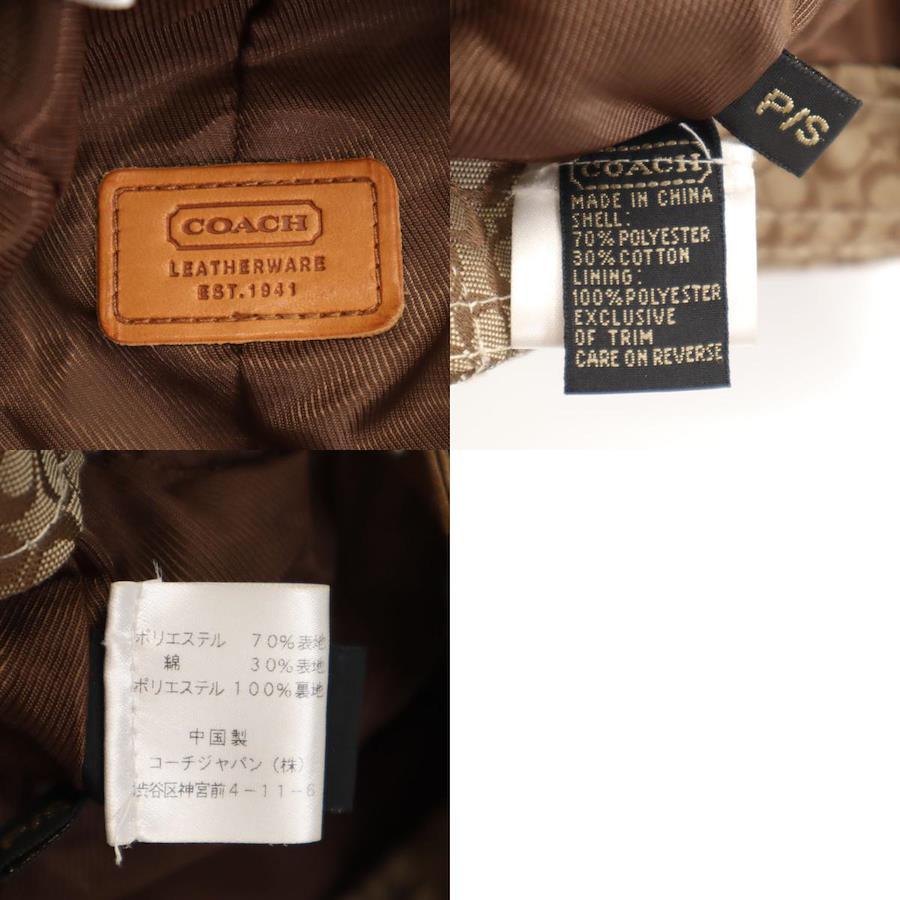 COACH
LEATHERWARE
EST.1941
P/S
COACH
MADE IN CHINA
SHELL:
70% POLYESTER
30% COTTON
LINING:
100% POLYESTER
EXCLUSIVE
OF TRIM
CARE ON REVERSE
ポリエステル 70%表地
綿 30%表地
ポリエステル 100%裏地
中国製
コーチジャパン(株)
渋谷区神宮前4-11-6